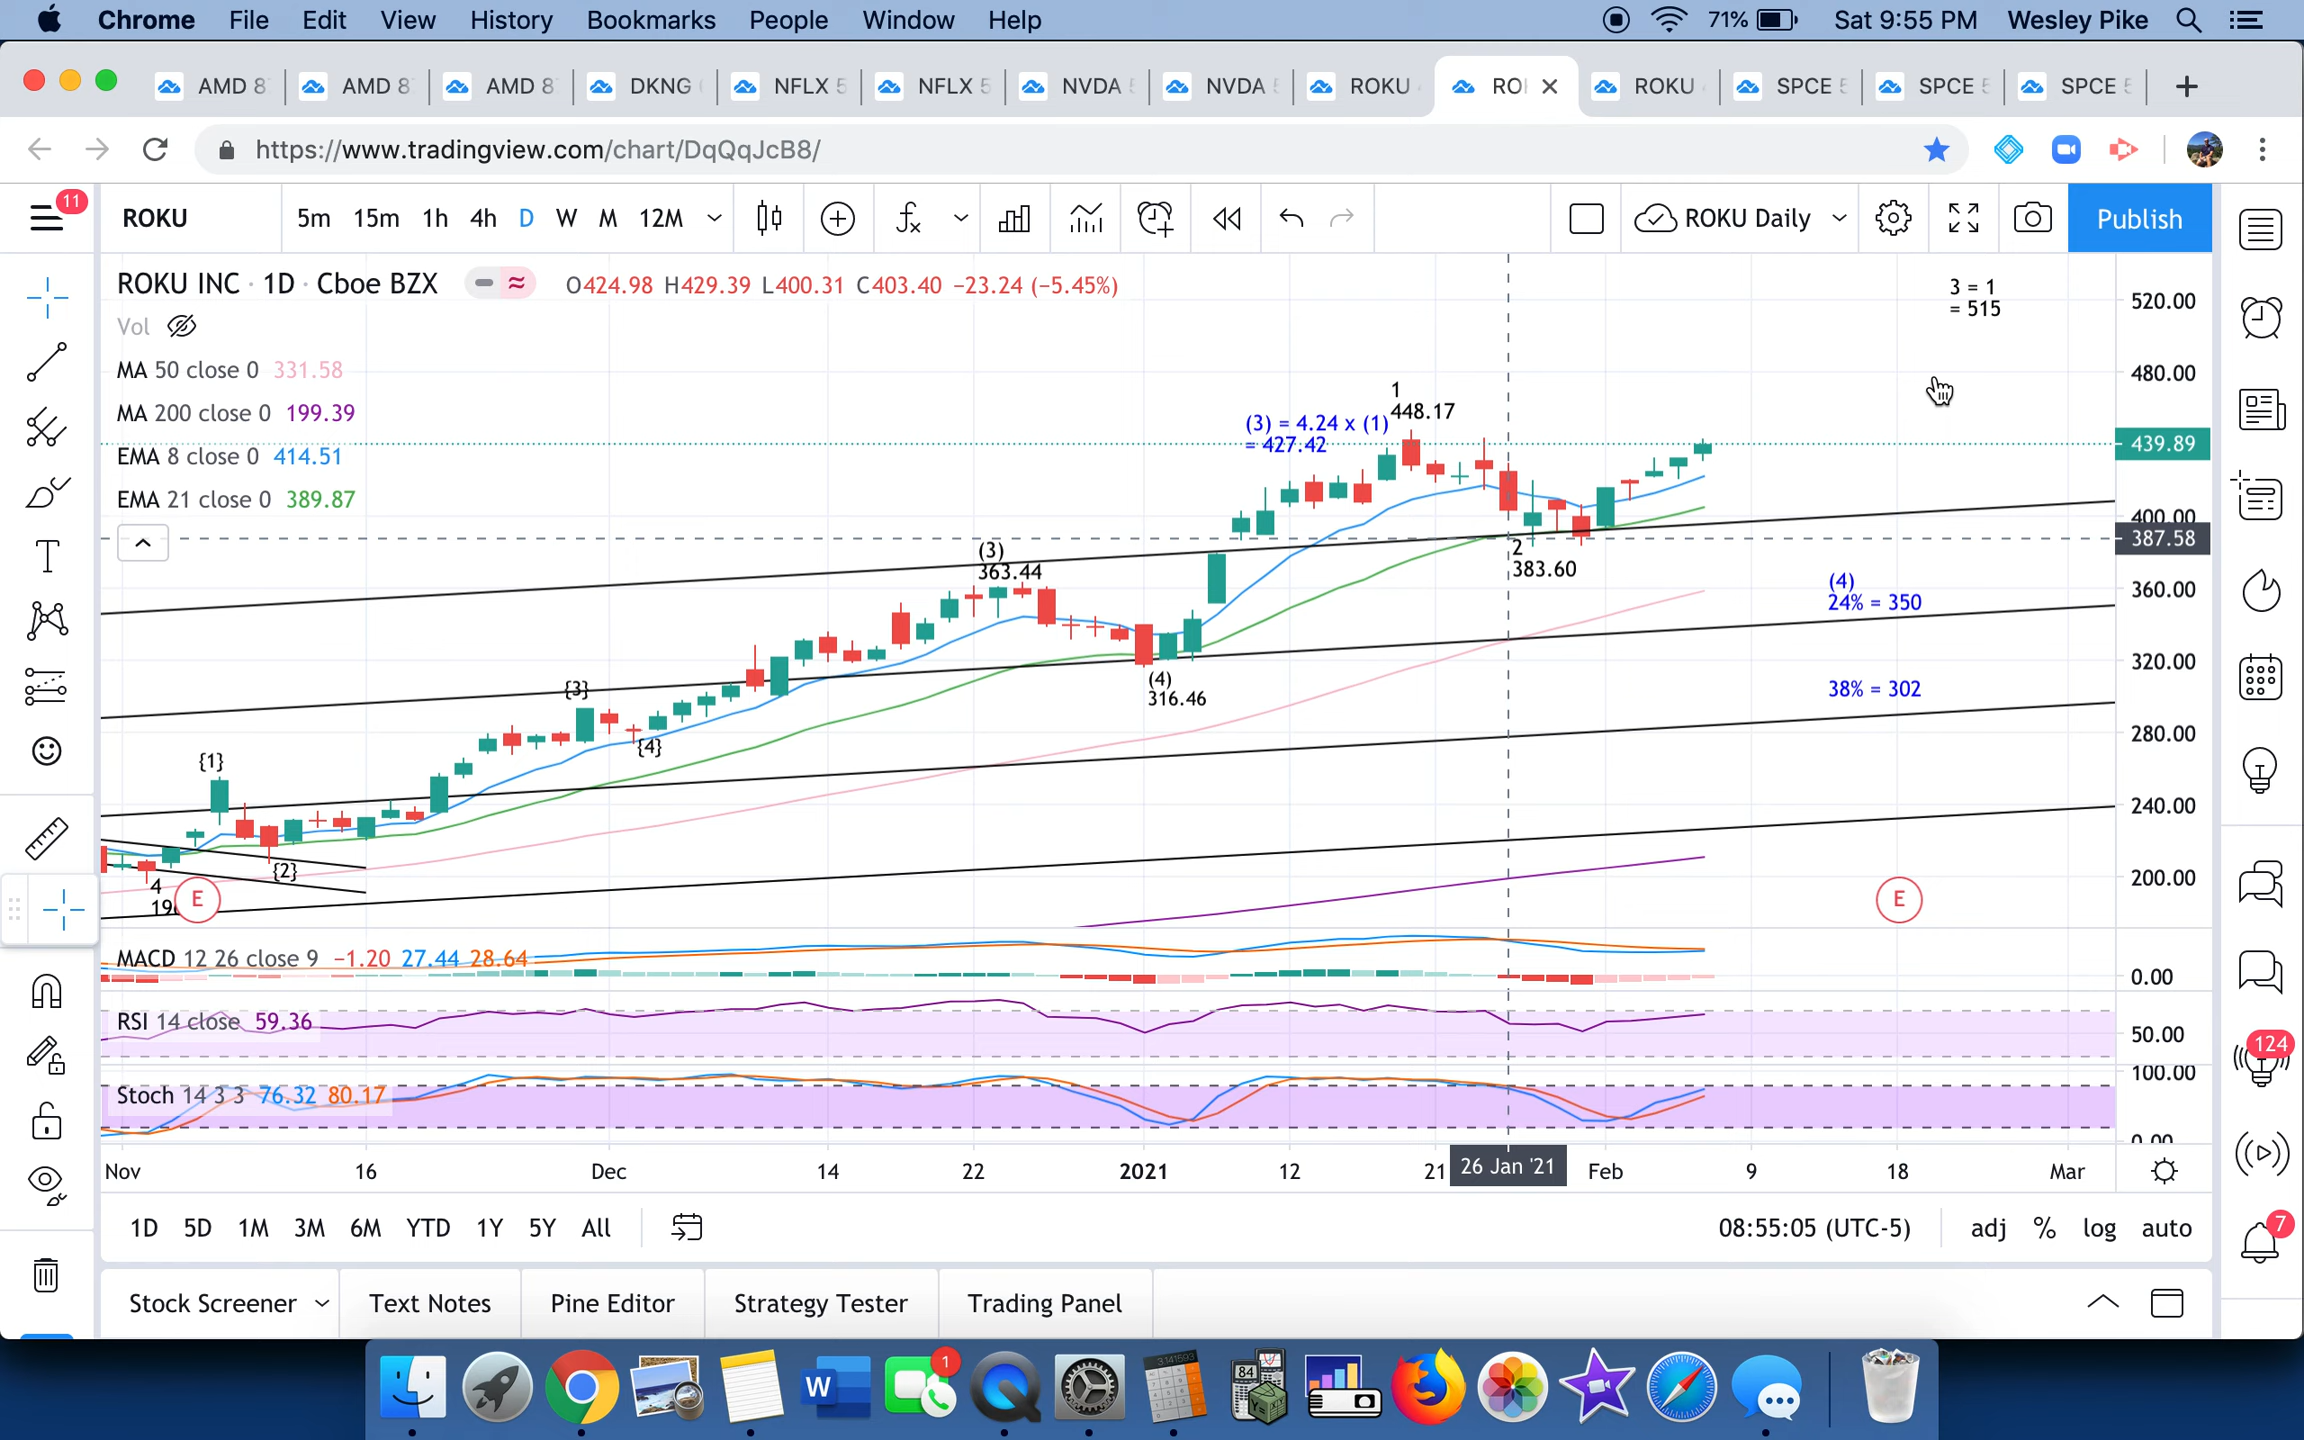 Chrome File Edit View History Bookmarks People Window Help 71% Sat 9:55 PM Wesley Pike
AMD 8 AMD 8 AMD 8 DKNG NFLX 5 NFLX 5 NVDA NVDA ROKU RO ROKU SPCE SPCE SPCE
https://www.tradingview.com/chart/DqQqJcB8/
11
ROKU 5m 15m 1h 4h D W M 12M ROKU Daily Publish
ROKU INC · 1D · Cboe BZX O424.98 H429.39 L400.31 C403.40 −23.24 (−5.45%)
Vol
MA 50 close 0 331.58
MA 200 close 0 199.39
EMA 8 close 0 414.51
EMA 21 close 0 389.87
3 = 1
= 515
1
448.17
(3) = 4.24 x (1)
= 427.42
(3)
363.44
2
383.60
(4)
24% = 350
38% = 302
(4)
316.46
{3}
{4}
{1}
{2}
4
E
E
520.00
480.00
439.89
400.00
387.58
360.00
320.00
280.00
240.00
200.00
MACD 12 26 close 9 −1.20 27.44 28.64
0.00
RSI 14 close 59.36
50.00
Stoch 14 3 3 76.32 80.17
100.00
0.00
Nov 16 Dec 14 22 2021 12 21 26 Jan '21 Feb 9 18 Mar
124
7
1D 5D 1M 3M 6M YTD 1Y 5Y All 08:55:05 (UTC-5) adj % log auto
Stock Screener Text Notes Pine Editor Strategy Tester Trading Panel
W
1
3.141593
84